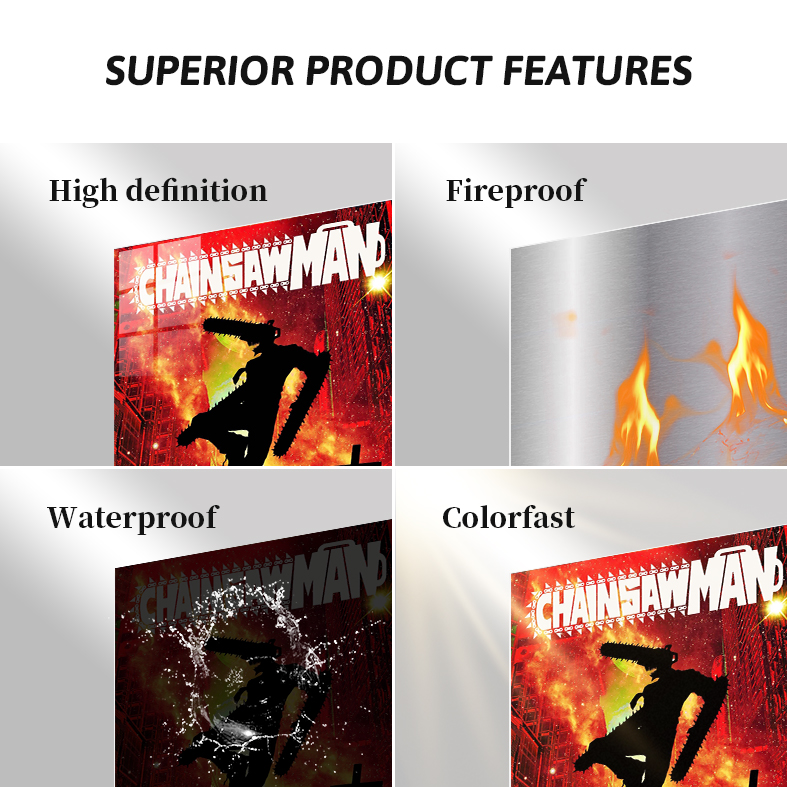 SUPERIOR PRODUCT FEATURES
High definition
Fireproof
CHAINSAWMAN
Waterproof
Colorfast
CHAINSAWMAN
CHAINSAWMAN